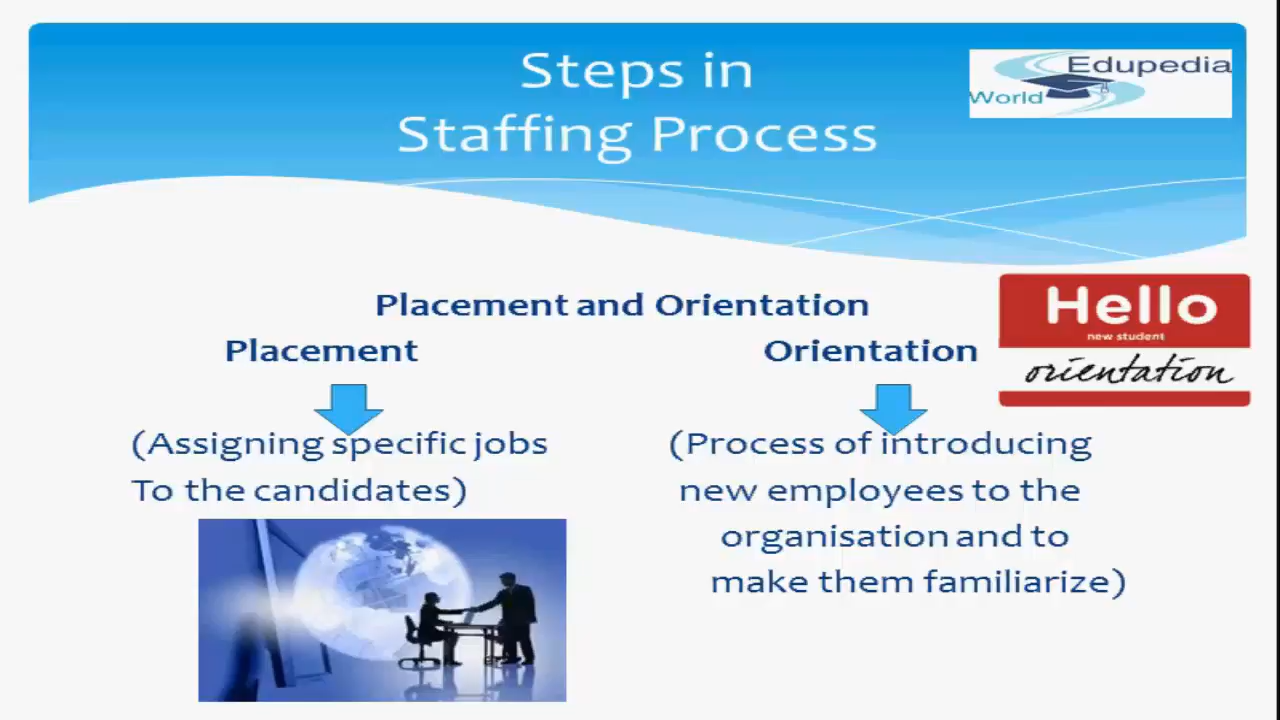 Steps in
Staffing Process
Edupedia
World
Placement and Orientation
Placement
Orientation
Hello
new student
orientation
(Assigning specific jobs
To the candidates)
(Process of introducing
new employees to the
organisation and to
make them familiarize)